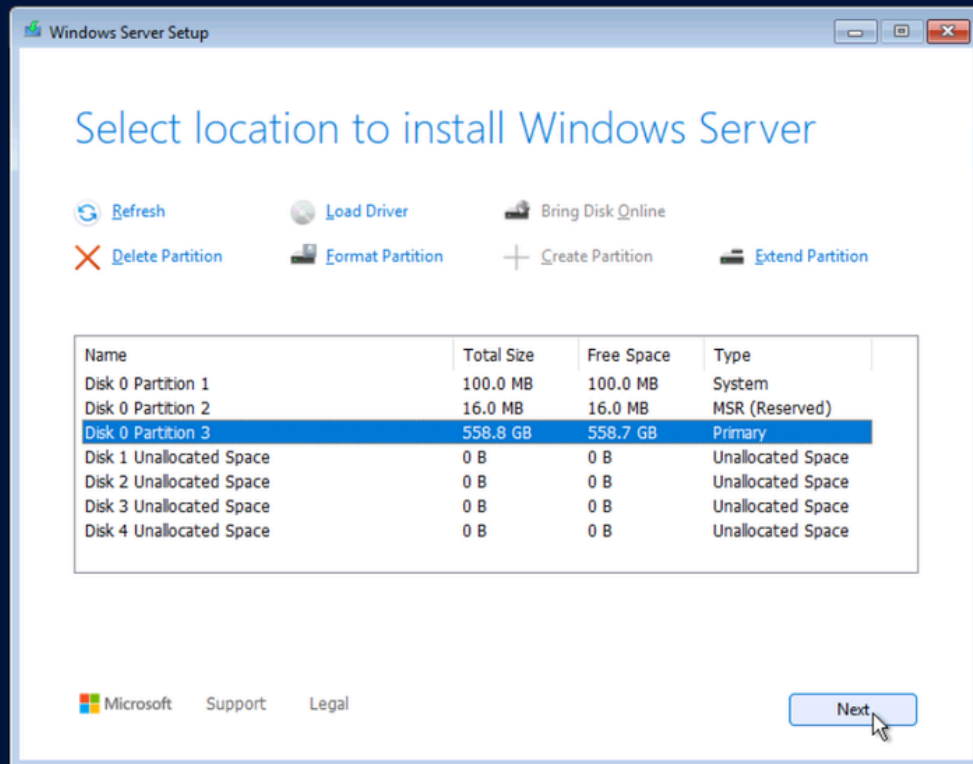 Windows Server Setup
Select location to install Windows Server
Refresh Load Driver Bring Disk Online
Delete Partition Format Partition Create Partition Extend Partition
Name Total Size Free Space Type
Disk 0 Partition 1 100.0 MB 100.0 MB System
Disk 0 Partition 2 16.0 MB 16.0 MB MSR (Reserved)
Disk 0 Partition 3 558.8 GB 558.7 GB Primary
Disk 1 Unallocated Space 0 B 0 B Unallocated Space
Disk 2 Unallocated Space 0 B 0 B Unallocated Space
Disk 3 Unallocated Space 0 B 0 B Unallocated Space
Disk 4 Unallocated Space 0 B 0 B Unallocated Space
Microsoft Support Legal Next